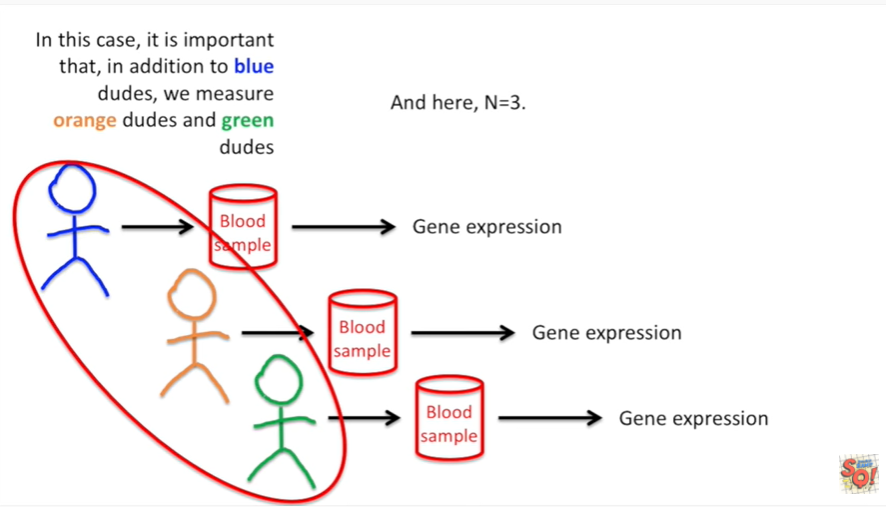 In this case, it is important
that, in addition to blue
dudes, we measure
orange dudes and green
dudes
And here, N=3.
Blood
sample
Gene expression
Blood
sample
Gene expression
Blood
sample
Gene expression
SO!